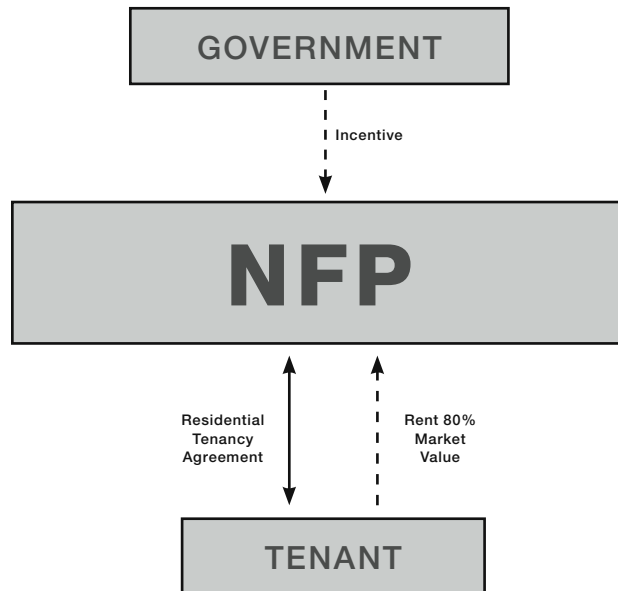 GOVERNMENT
Incentive
NFP
Residential
Tenancy
Agreement
Rent 80%
Market
Value
TENANT